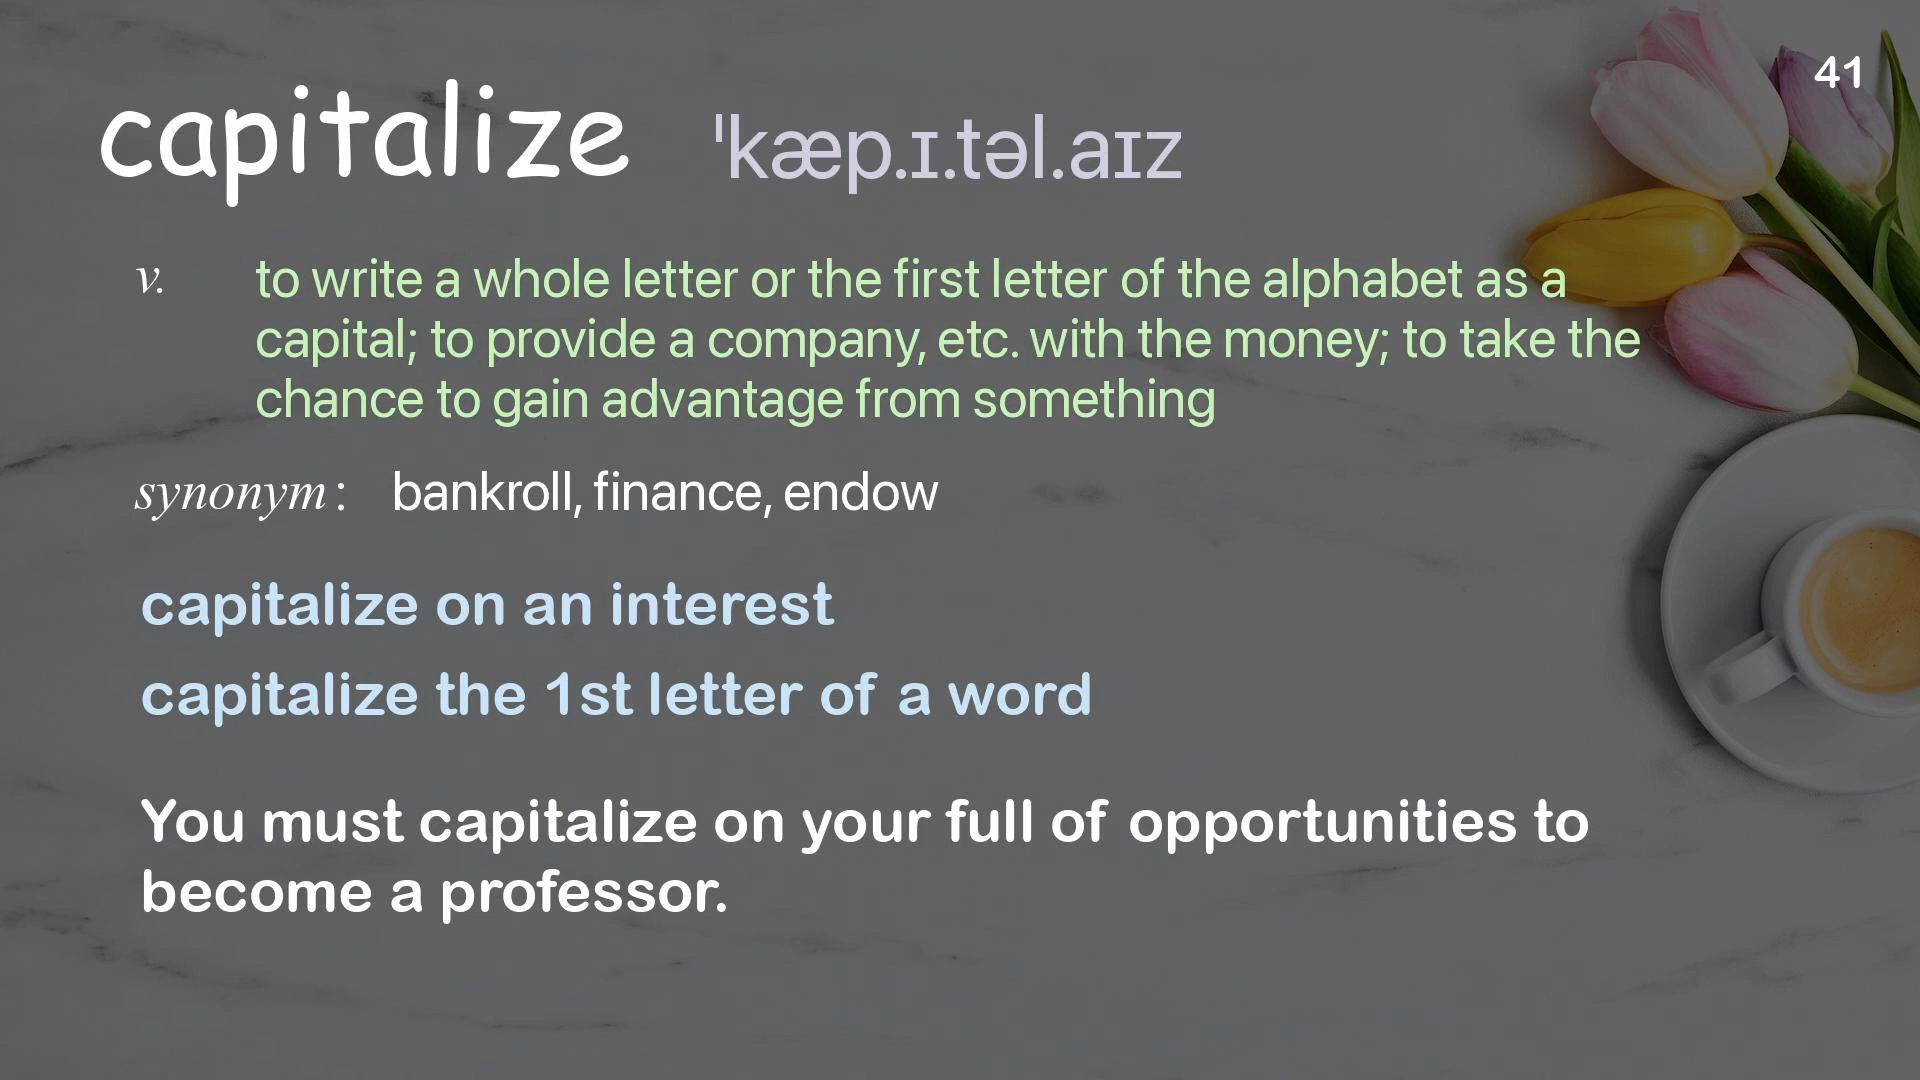 41
capitalize ˈkæp.ɪ.təl.aɪz
v. to write a whole letter or the first letter of the alphabet as a
capital; to provide a company, etc. with the money; to take the
chance to gain advantage from something
synonym: bankroll, finance, endow
capitalize on an interest
capitalize the 1st letter of a word
You must capitalize on your full of opportunities to
become a professor.